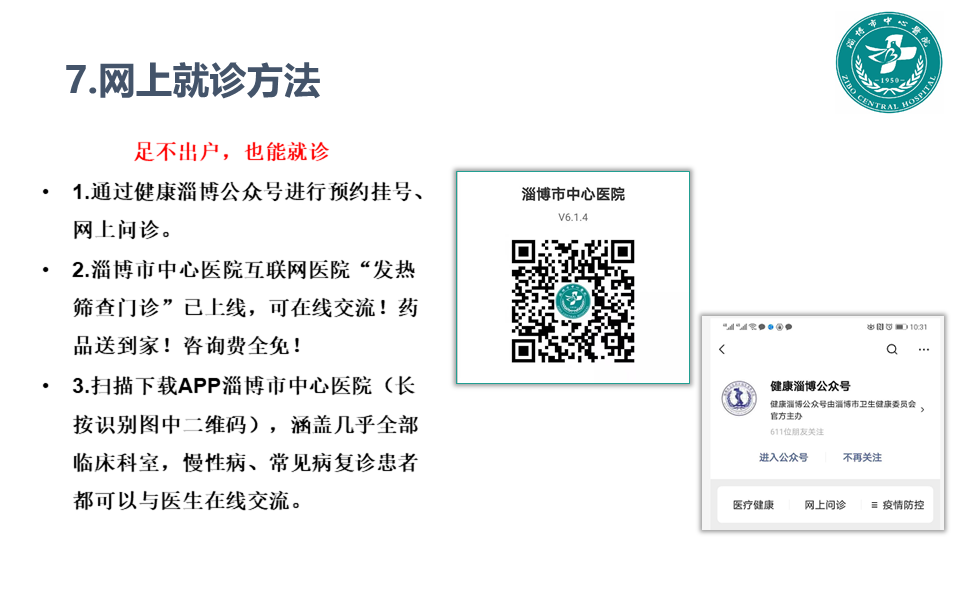 7.网上就诊方法
淄博市中心醫院
1950
ZIBO CENTRAL HOSPITAL
足不出户，也能就诊
• 1.通过健康淄博公众号进行预约挂号、
网上问诊。
• 2.淄博市中心医院互联网医院“发热
筛查门诊”已上线，可在线交流！药
品送到家！咨询费全免！
• 3.扫描下载APP淄博市中心医院（长
按识别图中二维码），涵盖几乎全部
临床科室，慢性病、常见病复诊患者
都可以与医生在线交流。
淄博市中心医院
V6.1.4
10:31
健康淄博公众号
健康淄博公众号由淄博市卫生健康委员会
官方主办
611位朋友关注
进入公众号 不再关注
医疗健康 网上问诊 ≡ 疫情防控